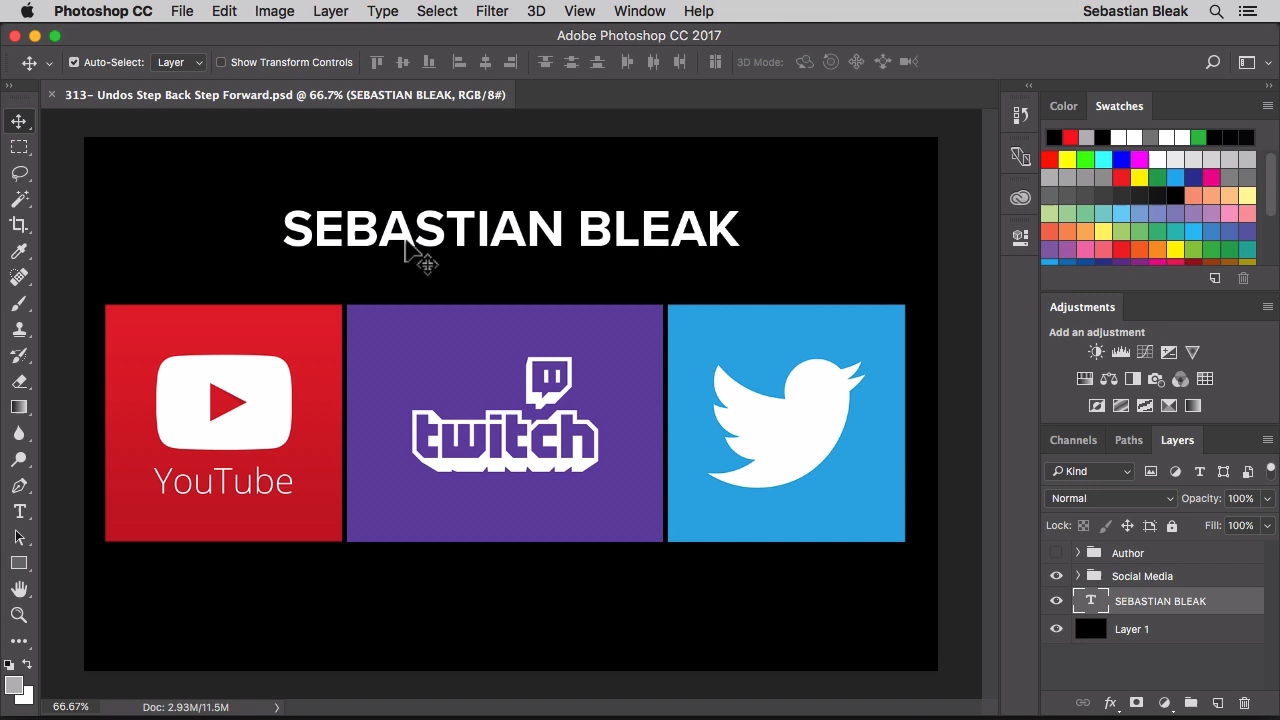 Photoshop CC File Edit Image Layer Type Select Filter 3D View Window Help Sebastian Bleak
Adobe Photoshop CC 2017
Auto-Select: Layer Show Transform Controls 3D Mode:
313– Undos Step Back Step Forward.psd @ 66.7% (SEBASTIAN BLEAK, RGB/8#)
Color Swatches
SEBASTIAN BLEAK
YouTube
twitch
Adjustments
Add an adjustment
Channels Paths Layers
Kind
Normal Opacity: 100%
Lock: Fill: 100%
Author
Social Media
T SEBASTIAN BLEAK
Layer 1
66.67% Doc: 2.93M/11.5M
fx